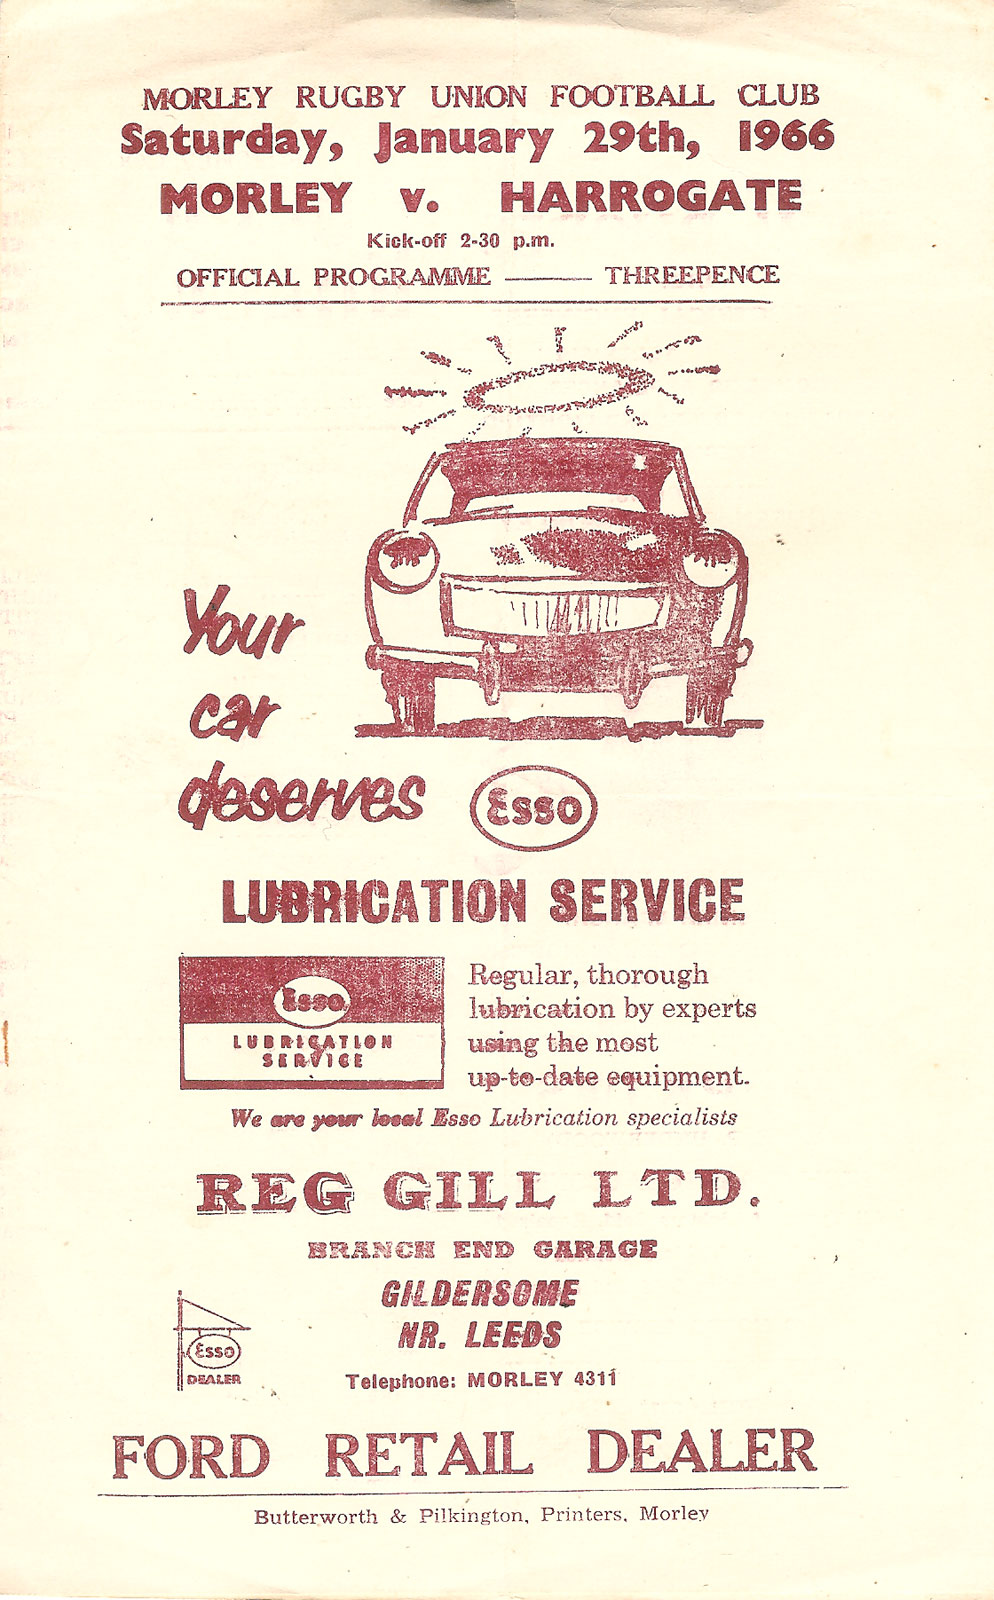 MORLEY RUGBY UNION FOOTBALL CLUB
Saturday, January 29th, 1966
MORLEY v. HARROGATE
Kick-off 2-30 p.m.
OFFICIAL PROGRAMME —— THREEPENCE
Your
car
deserves Esso
LUBRICATION SERVICE
Esso
LUBRICATION
SERVICE
Regular, thorough
lubrication by experts
using the most
up-to-date equipment.
We are your local Esso Lubrication specialists
REG GILL LTD.
BRANCH END GARAGE
GILDERSOME
NR. LEEDS
Esso
DEALER
Telephone: MORLEY 4311
FORD RETAIL DEALER
Butterworth & Pilkington, Printers, Morley